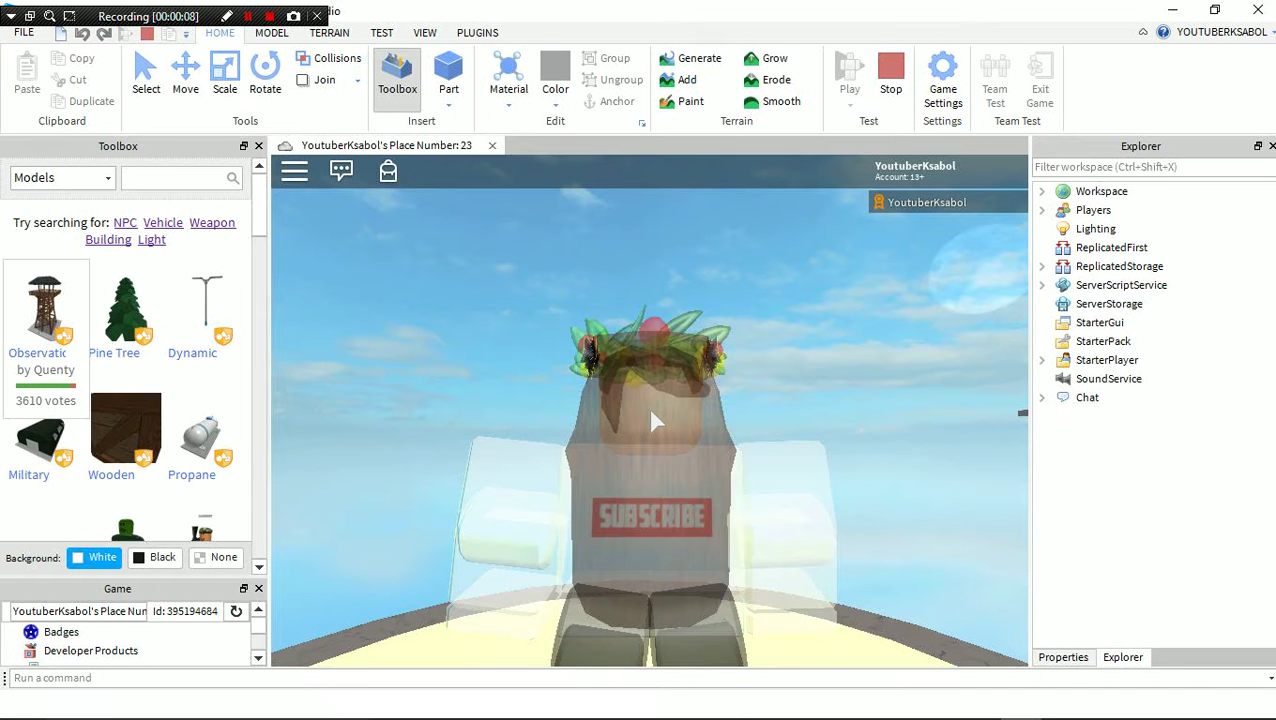 Recording [00:00:08]
dio
FILE
HOME
MODEL
TERRAIN
TEST
VIEW
PLUGINS
YOUTUBERKSABOL
Paste
Copy
Cut
Duplicate
Clipboard
Select
Move
Scale
Rotate
Collisions
Join
Tools
Toolbox
Part
Insert
Material
Color
Group
Ungroup
Anchor
Edit
Generate
Add
Paint
Grow
Erode
Smooth
Terrain
Play
Stop
Test
Game Settings
Settings
Team Test
Exit Game
Team Test
Toolbox
Models
Try searching for: NPC Vehicle Weapon
Building Light
Observatic
by Quenty
3610 votes
Pine Tree
Dynamic
Military
Wooden
Propane
Background: White Black None
Game
YoutuberKsabol's Place Nun
Id: 395194684
Badges
Developer Products
Run a command
YoutuberKsabol's Place Number: 23
YoutuberKsabol
Account: 13+
YoutuberKsabol
SUBSCRIBE
Explorer
Filter workspace (Ctrl+Shift+X)
Workspace
Players
Lighting
ReplicatedFirst
ReplicatedStorage
ServerScriptService
ServerStorage
StarterGui
StarterPack
StarterPlayer
SoundService
Chat
Properties
Explorer